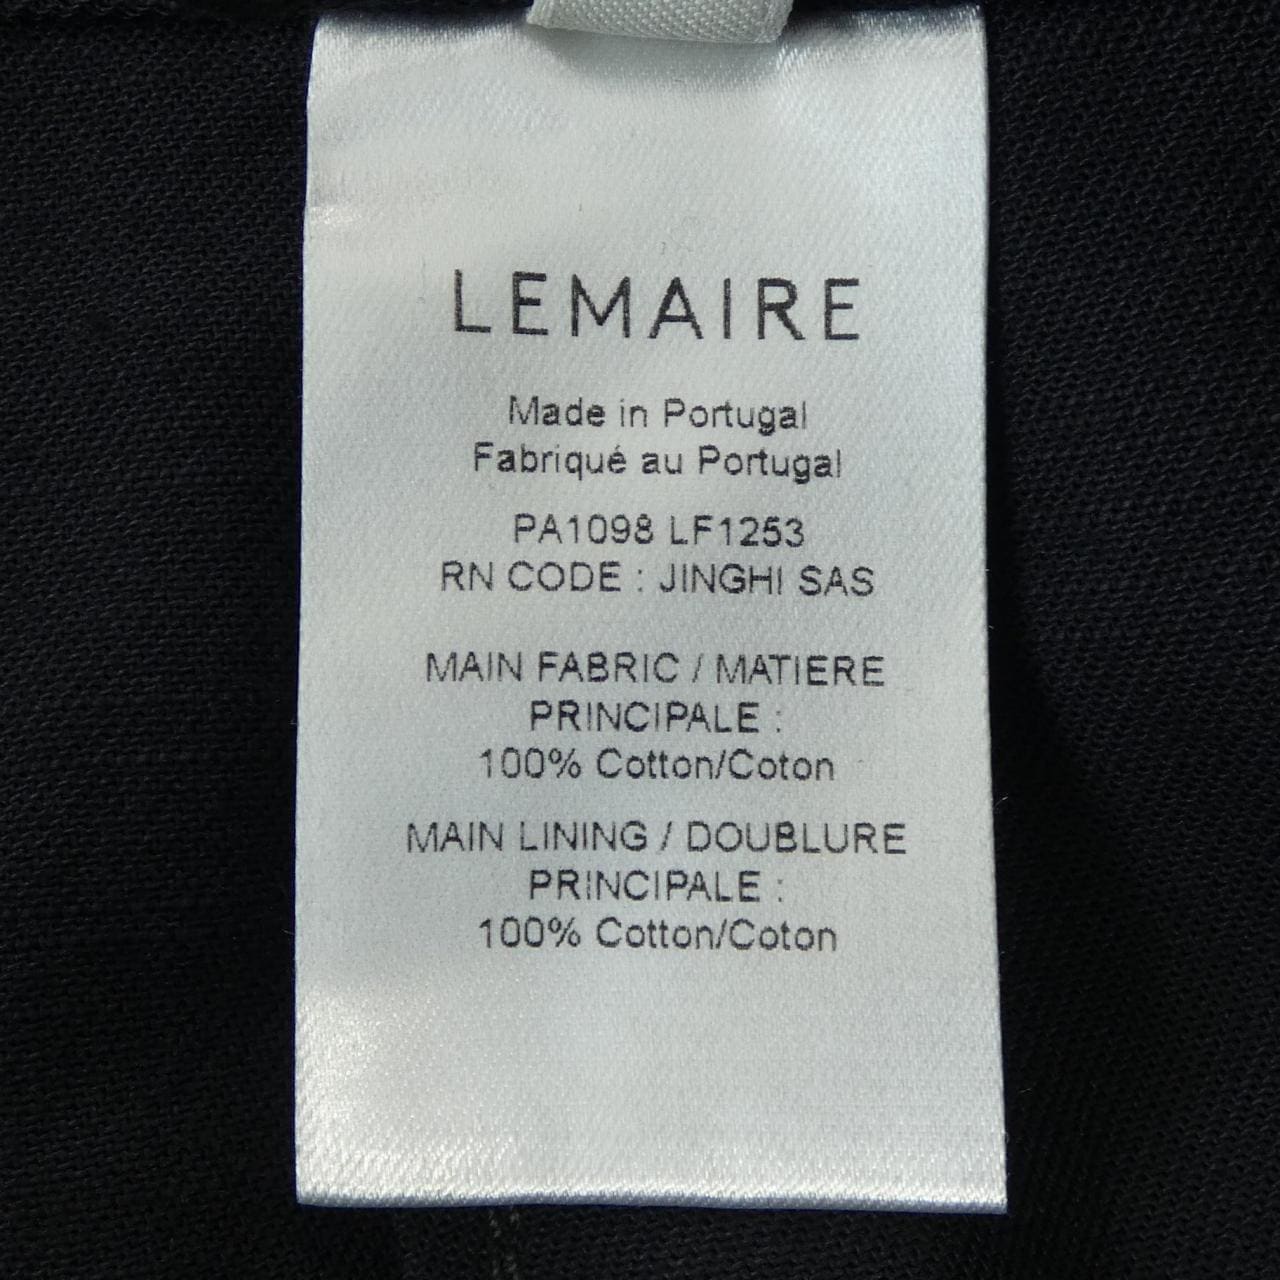 LEMAIRE
Made in Portugal
Fabriqué au Portugal
PA1098 LF1253
RN CODE : JINGHI SAS
MAIN FABRIC / MATIERE
PRINCIPALE :
100% Cotton/Coton
MAIN LINING / DOUBLURE
PRINCIPALE :
100% Cotton/Coton